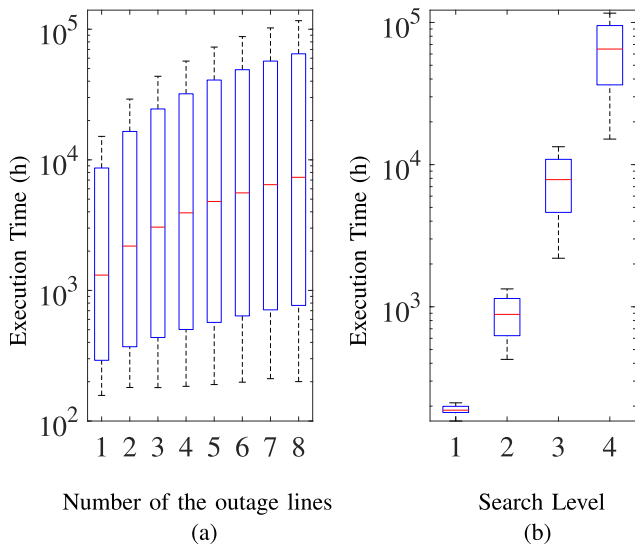 10^5
10^4
10^3
10^2
Execution Time (h)
1 2 3 4 5 6 7 8
Number of the outage lines
(a)
10^5
10^4
10^3
Execution Time (h)
1 2 3 4
Search Level
(b)